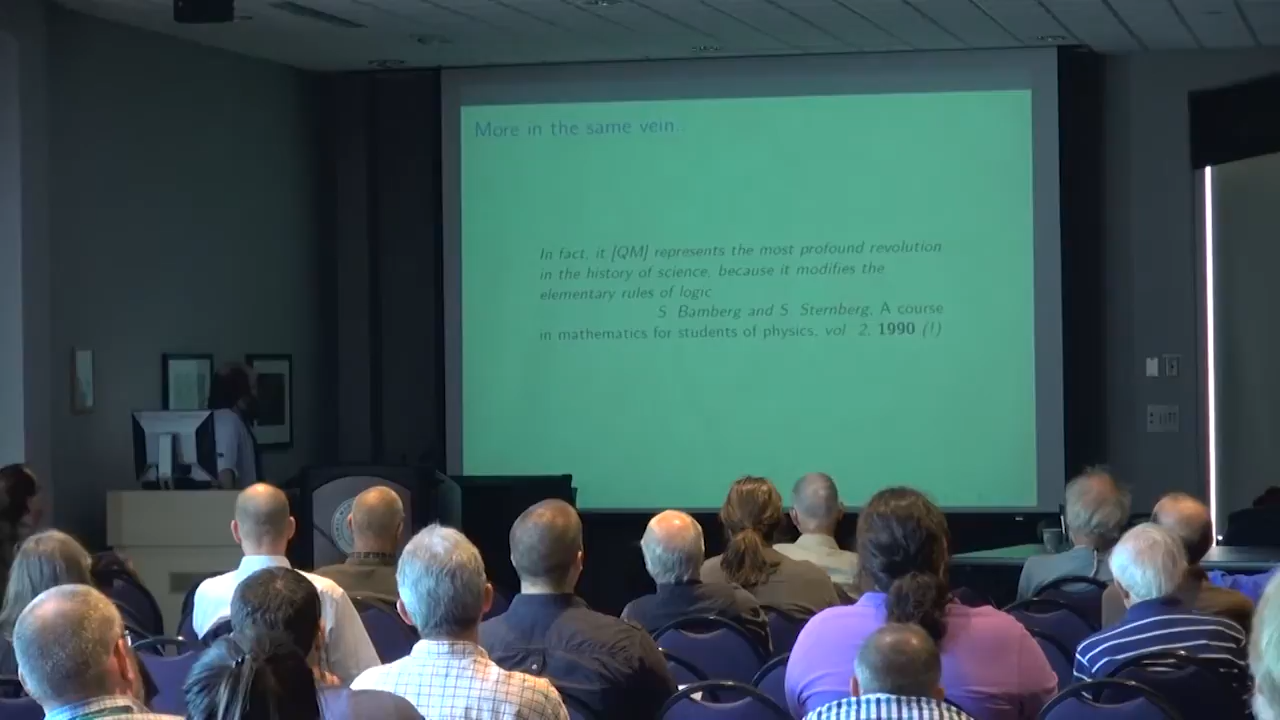 More in the same vein..
In fact, it [QM] represents the most profound revolution
in the history of science, because it modifies the
elementary rules of logic
S. Bamberg and S. Sternberg, A course
in mathematics for students of physics, vol 2, 1990 (!)